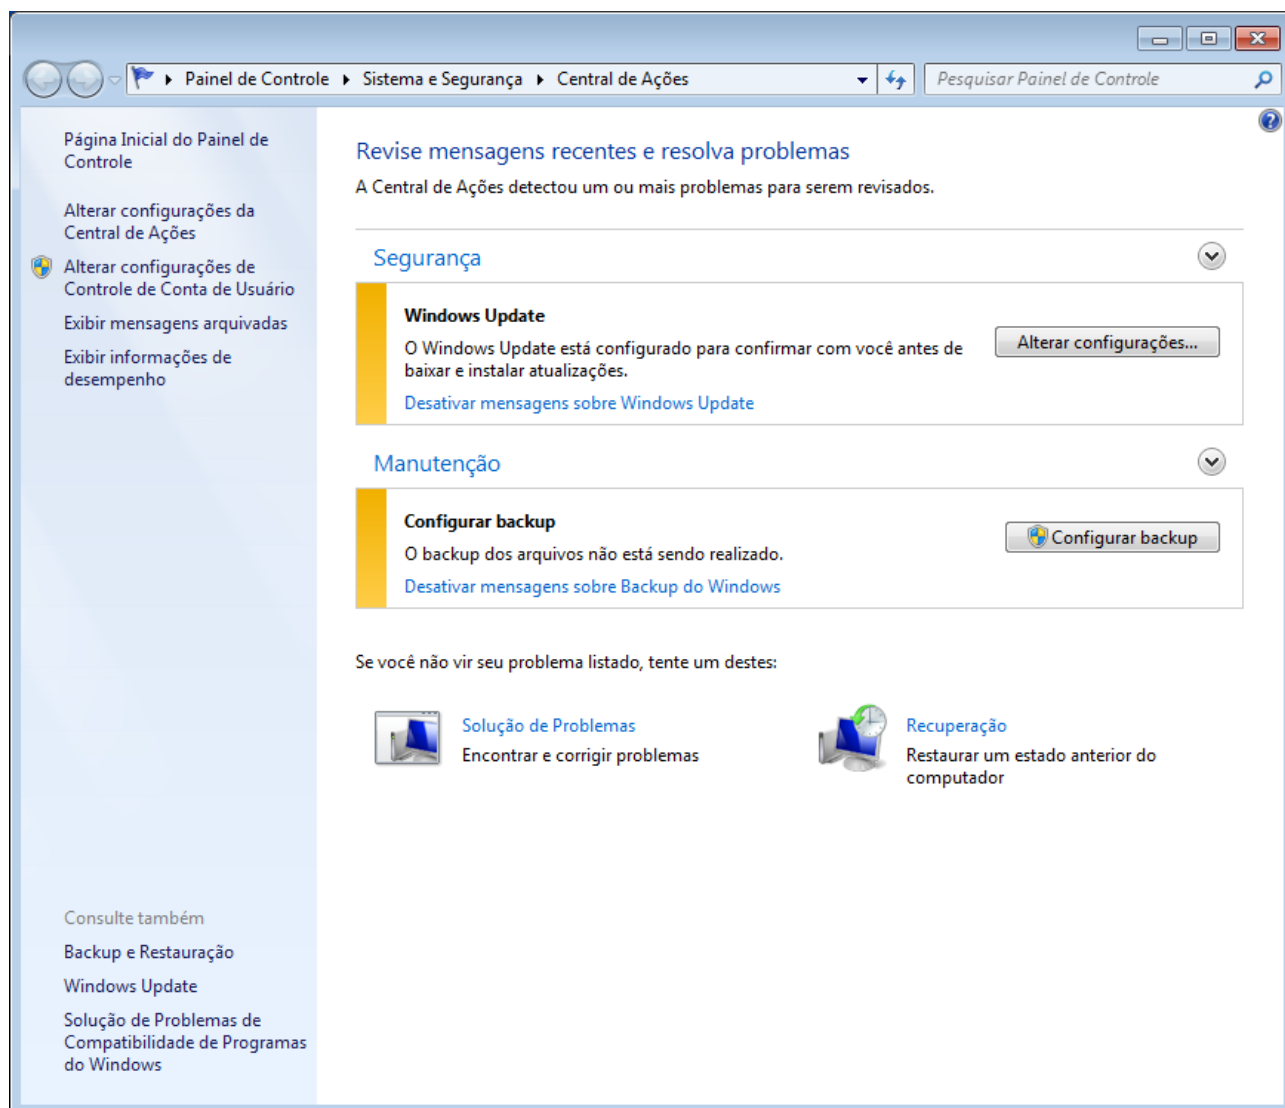 Painel de Controle Sistema e Segurança Central de Ações
Pesquisar Painel de Controle
Página Inicial do Painel de
Controle
Alterar configurações da
Central de Ações
Alterar configurações de
Controle de Conta de Usuário
Exibir mensagens arquivadas
Exibir informações de
desempenho
Revise mensagens recentes e resolva problemas
A Central de Ações detectou um ou mais problemas para serem revisados.
Segurança
Windows Update
O Windows Update está configurado para confirmar com você antes de
baixar e instalar atualizações.
Alterar configurações...
Desativar mensagens sobre Windows Update
Manutenção
Configurar backup
O backup dos arquivos não está sendo realizado.
Configurar backup
Desativar mensagens sobre Backup do Windows
Se você não vir seu problema listado, tente um destes:
Solução de Problemas
Encontrar e corrigir problemas
Recuperação
Restaurar um estado anterior do
computador
Consulte também
Backup e Restauração
Windows Update
Solução de Problemas de
Compatibilidade de Programas
do Windows